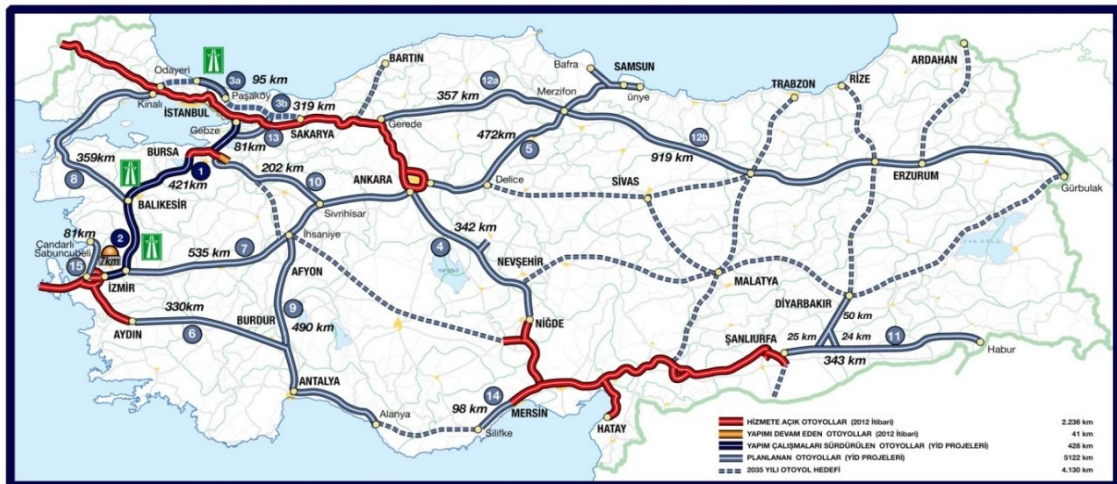 ARDAHAN
BARTIN
Bafra
SAMSUN
RİZE
Odayeri
3a
95 km
12a
Merzifon
ünye
TRABZON
Paşaköy
3b
319 km
357 km
Kınalı
İSTANBUL
Gerede
SAKARYA
Gebze
13
472km
5
12b
BURSA
81km
919 km
359km
1
202 km
ANKARA
Delice
SİVAS
ERZURUM
8
421km
10
Gürbulak
BALIKESİR
Sivrihisar
342 km
81km
2
Çandarlı
Sabuncubeli
535 km
7
İhsaniye
4
7km
NEVŞEHİR
15
AFYON
MALATYA
İZMİR
DİYARBAKIR
330km
9
50 km
AYDIN
BURDUR
490 km
NİĞDE
6
ŞANLIURFA
25 km
24 km
11
343 km
Habur
ANTALYA
14
98 km
MERSİN
Alanya
Silifke
HATAY
HİZMETE AÇIK OTOYOLLAR (2012 İtibari) 2.236 km
YAPIMI DEVAM EDEN OTOYOLLAR (2012 İtibari) 41 km
YAPIM ÇALIŞMALARI SÜRDÜRÜLEN OTOYOLLAR (YİD PROJELERİ) 428 km
PLANLANAN OTOYOLLAR (YİD PROJELERİ) 5122 km
2035 YILI OTOYOL HEDEFİ 4.130 km